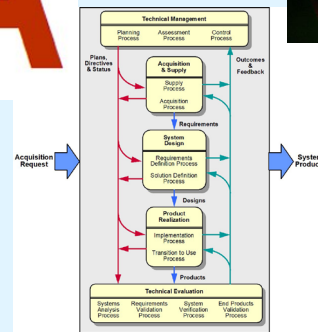 Technical Management
Planning Process
Assessment Process
Control Process
Plans,
Directives
& Status
Outcomes
&
Feedback
Acquisition
& Supply
Supply
Process
Acquisition
Process
Requirements
Acquisition
Request
System
Design
Requirements
Definition Process
Solution Definition
Process
System
Produc
Designs
Product
Realization
Implementation
Process
Transition to Use
Process
Products
Technical Evaluation
Systems Analysis Process
Requirements Validation Process
System Verification Process
End Products Validation Process